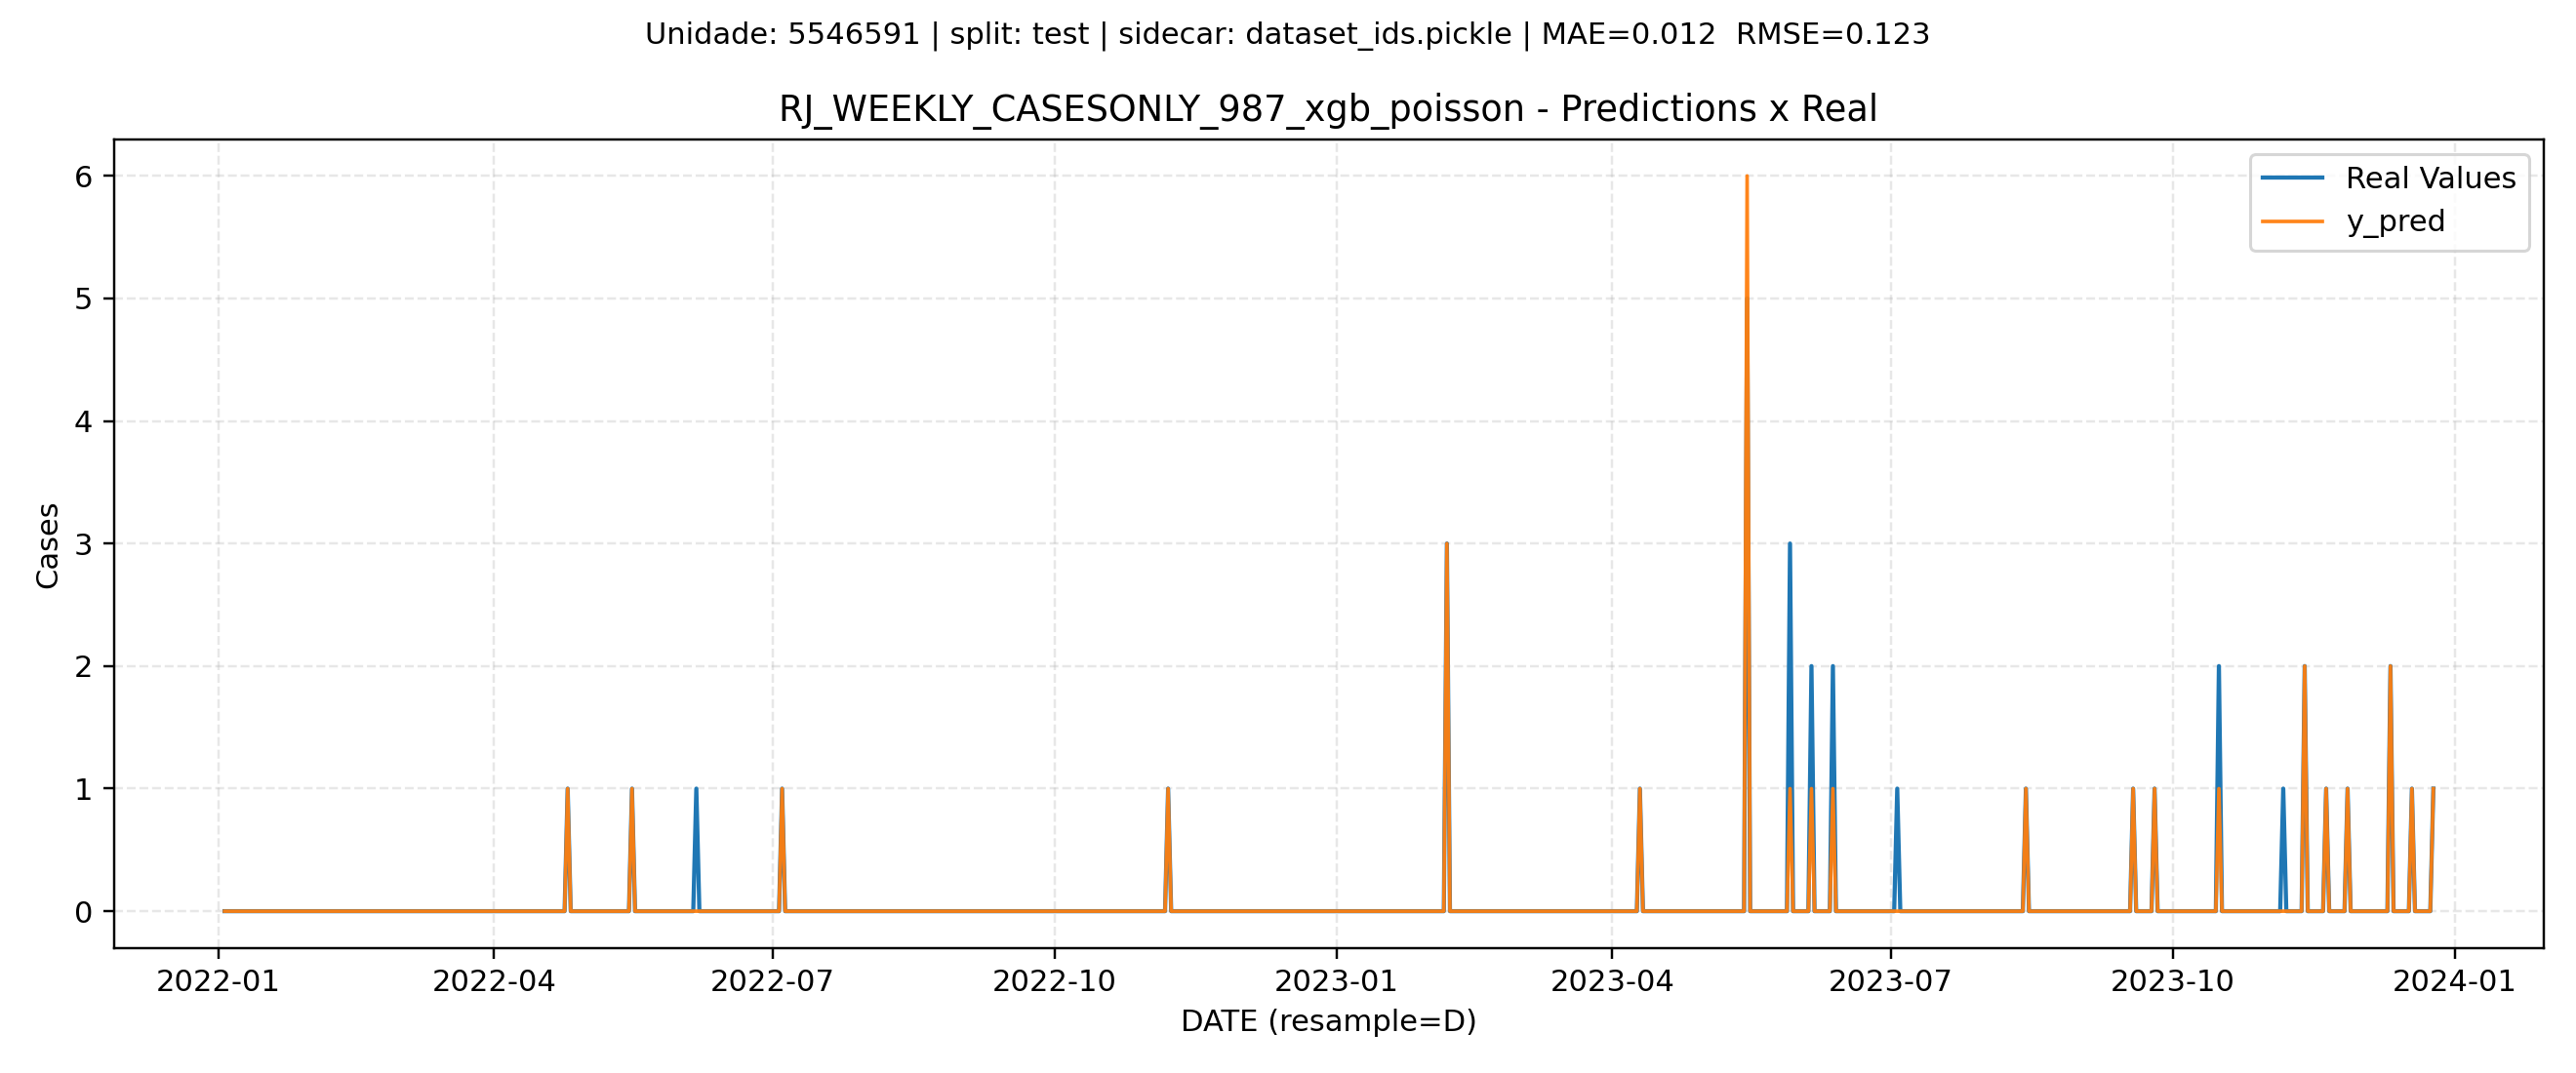 Unidade: 5546591 | split: test | sidecar: dataset_ids.pickle | MAE=0.012  RMSE=0.123
RJ_WEEKLY_CASESONLY_987_xgb_poisson - Predictions x Real
Real Values
y_pred
6
5
4
3
2
1
0
Cases
2022-01
2022-04
2022-07
2022-10
2023-01
2023-04
2023-07
2023-10
2024-01
DATE (resample=D)